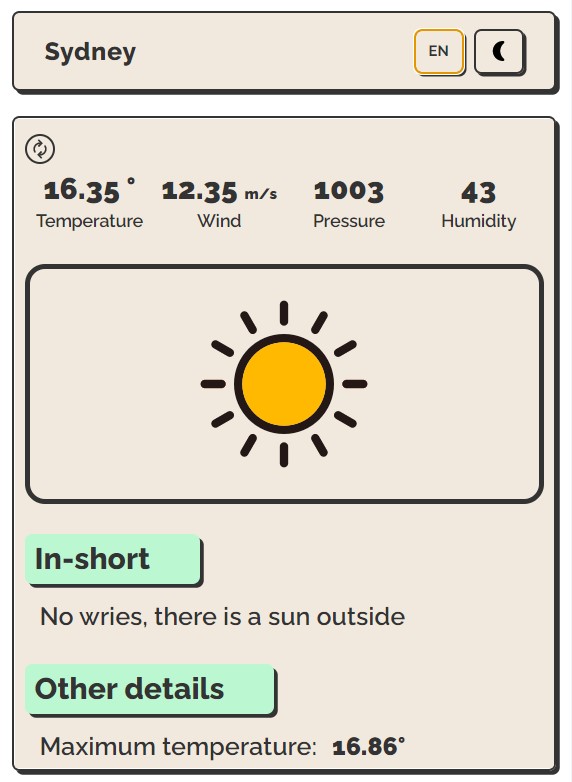 Sydney EN
16.35 ° 12.35 m/s 1003 43
Temperature Wind Pressure Humidity
In-short
No wries, there is a sun outside
Other details
Maximum temperature: 16.86°